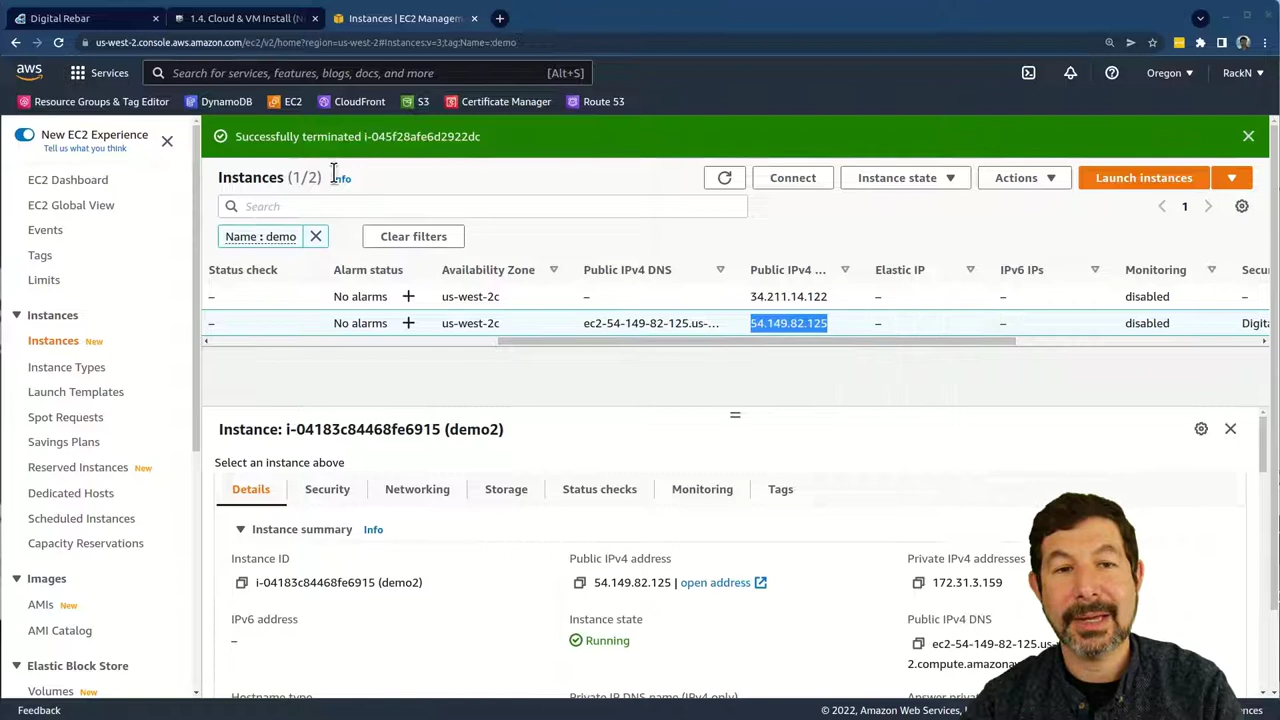 Digital Rebar
1.4. Cloud & VM Install (N
Instances | EC2 Managem
us-west-2.console.aws.amazon.com/ec2/v2/home?region=us-west-2#Instances:v=3;tag:Name=:demo
aws
Services
Search for services, features, blogs, docs, and more
[Alt+S]
Oregon
RackN
Resource Groups & Tag Editor
DynamoDB
EC2
CloudFront
S3
Certificate Manager
Route 53
New EC2 Experience
Tell us what you think
EC2 Dashboard
EC2 Global View
Events
Tags
Limits
Instances
Instances New
Instance Types
Launch Templates
Spot Requests
Savings Plans
Reserved Instances New
Dedicated Hosts
Scheduled Instances
Capacity Reservations
Images
AMIs New
AMI Catalog
Elastic Block Store
Volumes New
Successfully terminated i-045f28afe6d2922dc
Instances (1/2) Info
Connect
Instance state
Actions
Launch instances
Search
1
Name : demo
Clear filters
Status check Alarm status Availability Zone Public IPv4 DNS Public IPv4 ... Elastic IP IPv6 IPs Monitoring Secu
– No alarms + us-west-2c – 34.211.14.122 – – disabled –
– No alarms + us-west-2c ec2-54-149-82-125.us-... 54.149.82.125 – – disabled Digita
Instance: i-04183c84468fe6915 (demo2)
Select an instance above
Details Security Networking Storage Status checks Monitoring Tags
Instance summary Info
Instance ID Public IPv4 address Private IPv4 addresses
i-04183c84468fe6915 (demo2) 54.149.82.125 | open address 172.31.3.159
IPv6 address Instance state Public IPv4 DNS
– Running ec2-54-149-82-125.us-
2.compute.amazonaw
Hostname type Private IP DNS name (IPv4 only) Answer priva
Feedback
© 2022, Amazon Web Services,